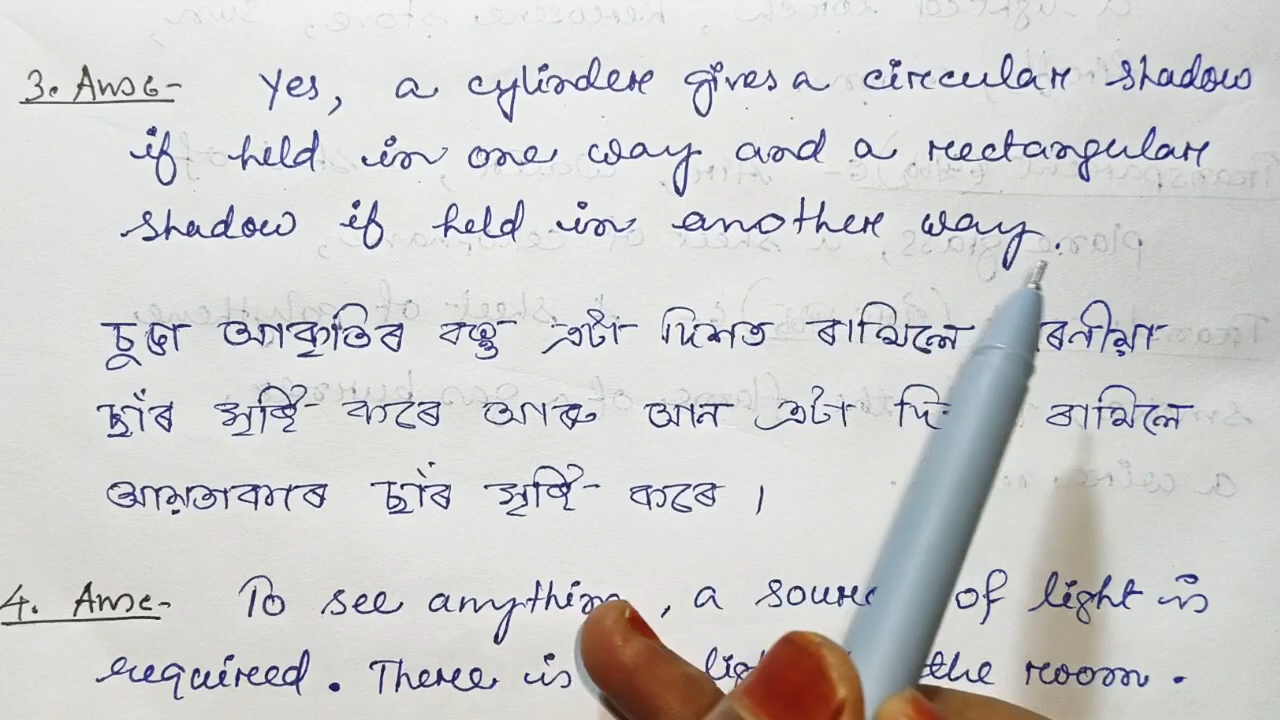 3. Ans:- Yes, a cylinder gives a circular shadow
if held in one way and a rectangular
shadow if held in another way.
চুঙা আকৃতিৰ বস্তু এটা দিশত ৰাখিলে
ছাঁৰ সৃষ্টি কৰে আৰু আন এটা ৰাখিলে
আয়তাকাৰ ছাঁৰ সৃষ্টি কৰে ।
4. Ans:- To see anything, a of light is
required. There is the room.